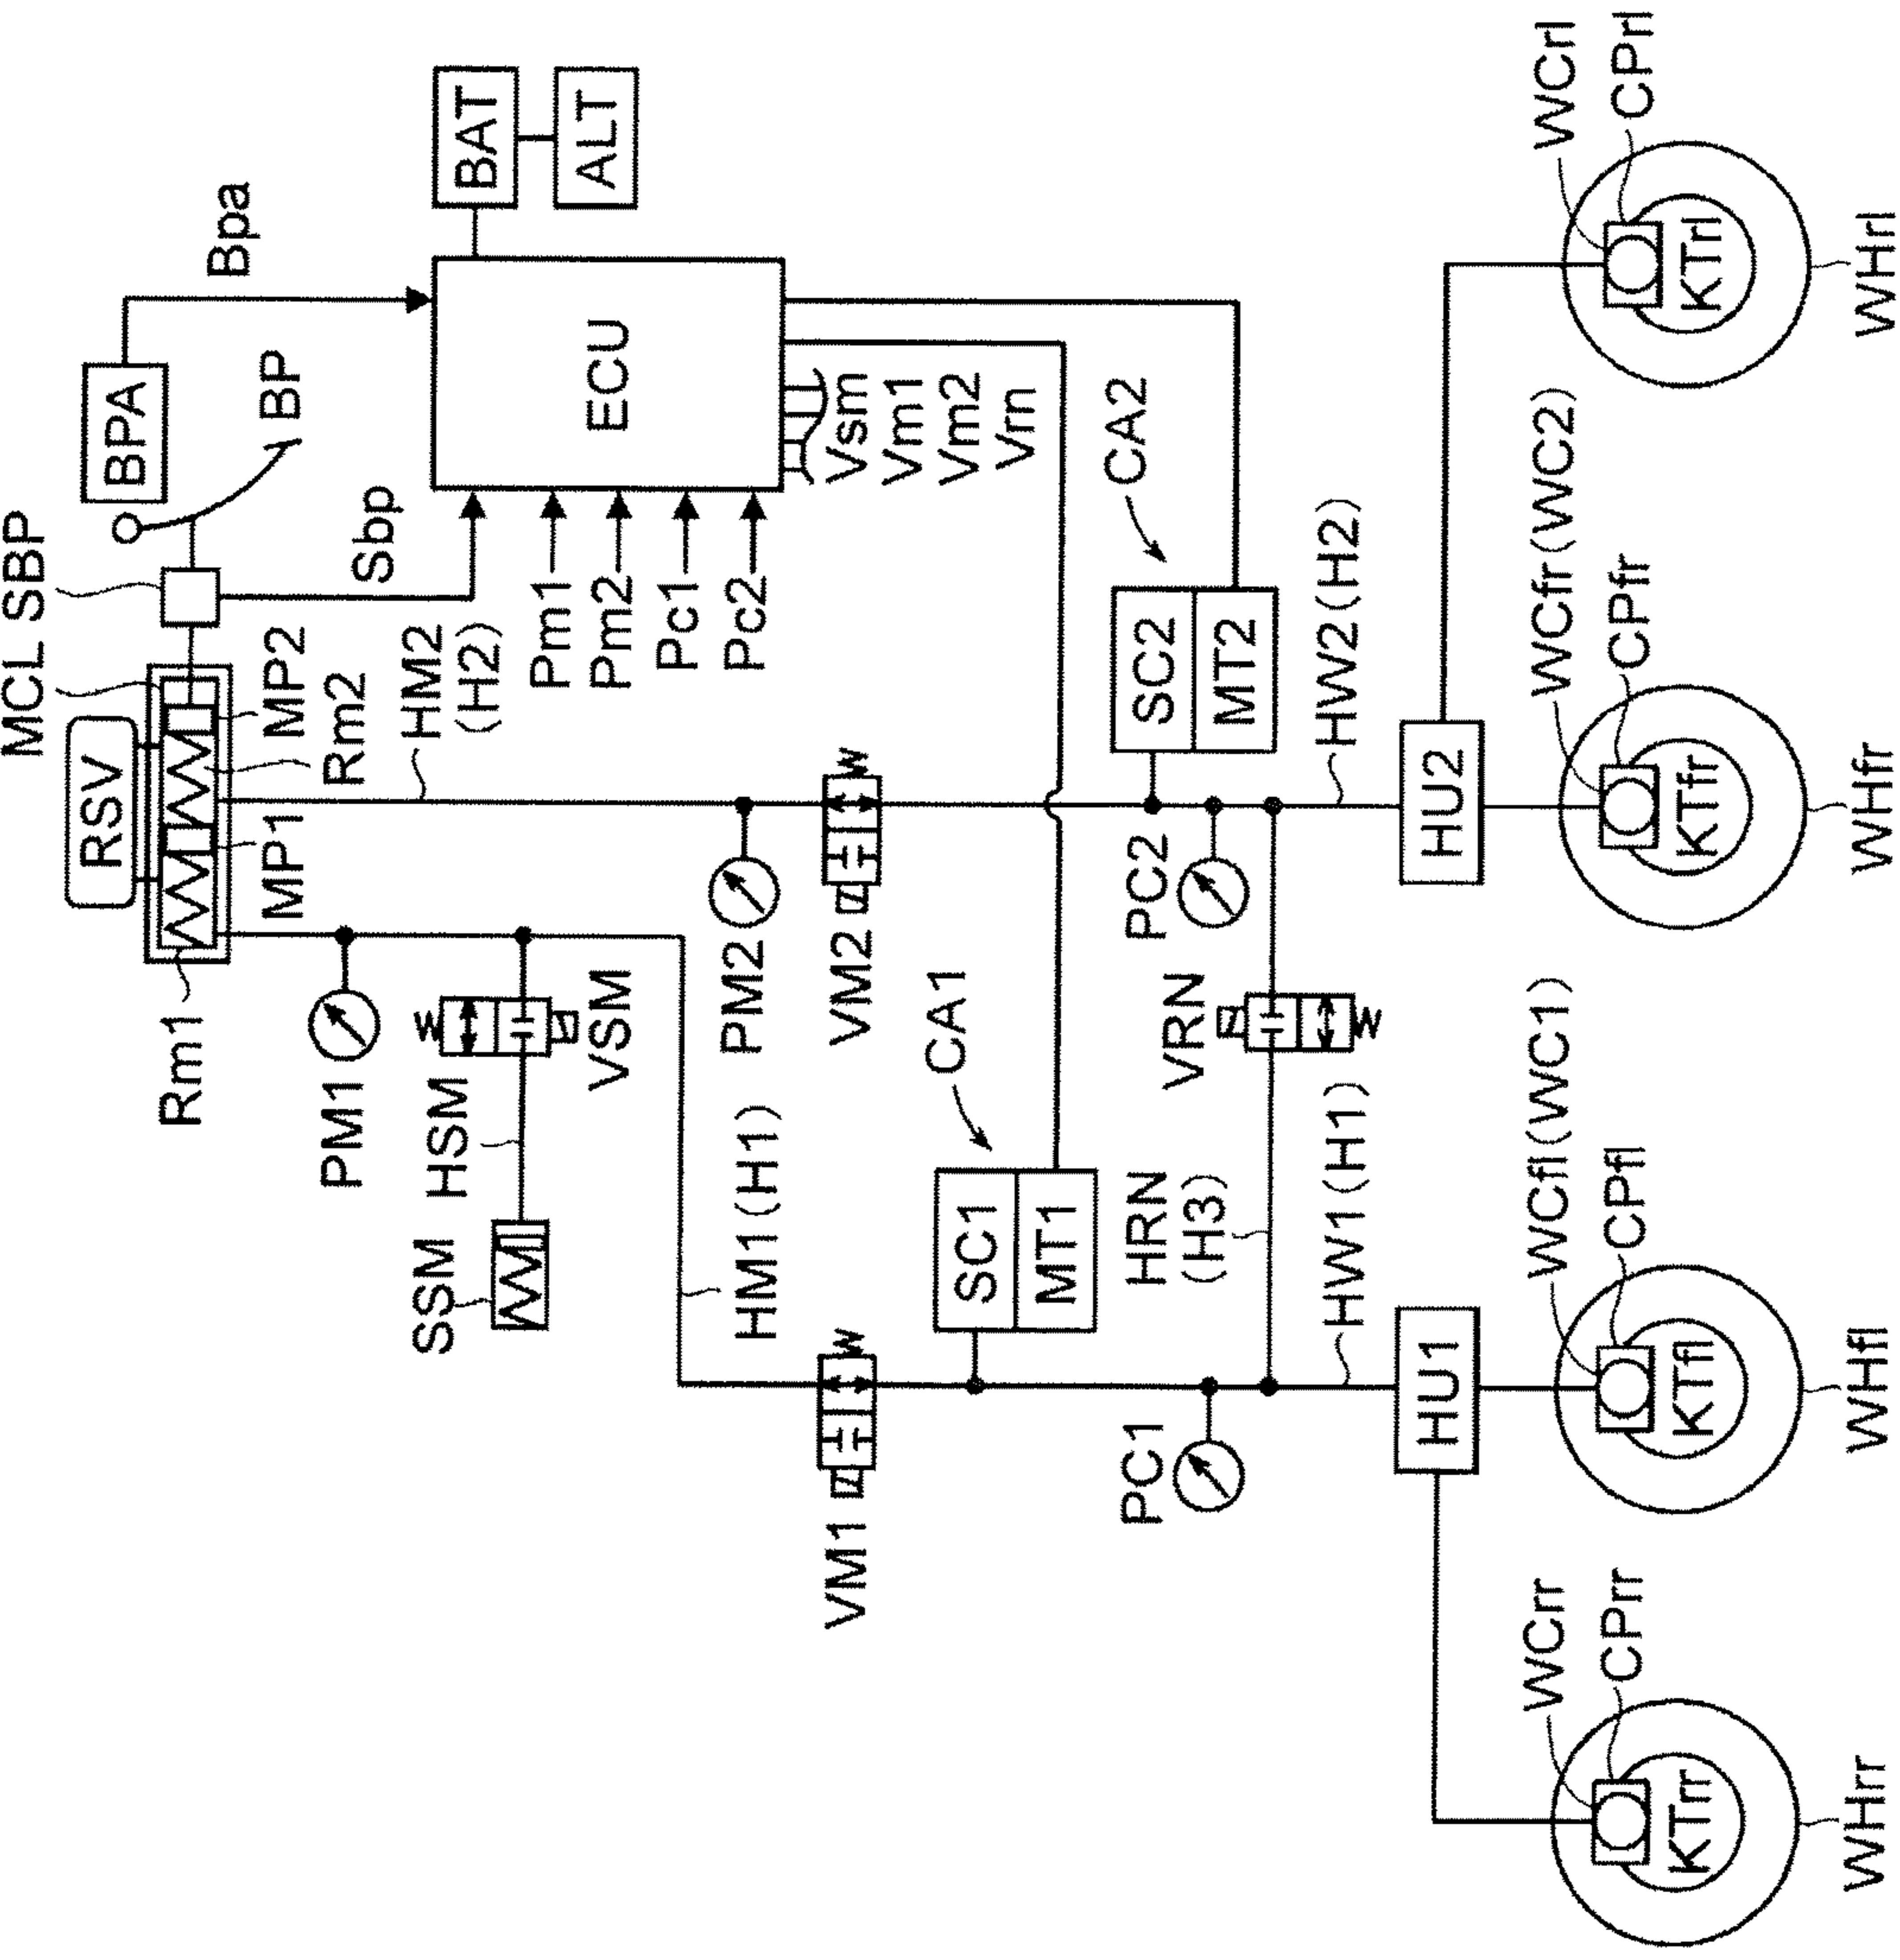 MCL
SBP
RSV
BPA
BP
Bpa
BAT
ALT
ECU
Sbp
MP2
Rm2
MP1
Rm1
HM2
(H2)
Pm1
Pm2
Pc1
Pc2
Vsm
Vm1
Vm2
Vrn
PM1
HSM
VSM
SSM
PM2
VM2
HM1(H1)
VM1
CA1
SC1
MT1
CA2
SC2
MT2
PC2
VRN
HRN
(H3)
HW2(H2)
HW1(H1)
PC1
HU1
HU2
WCrr
CPrr
KTrr
WHrr
WCfl(WC1)
CPfl
KTfl
WHfl
WCfr(WC2)
CPfr
KTfr
WHfr
WCrl
CPrl
KTrl
WHrl